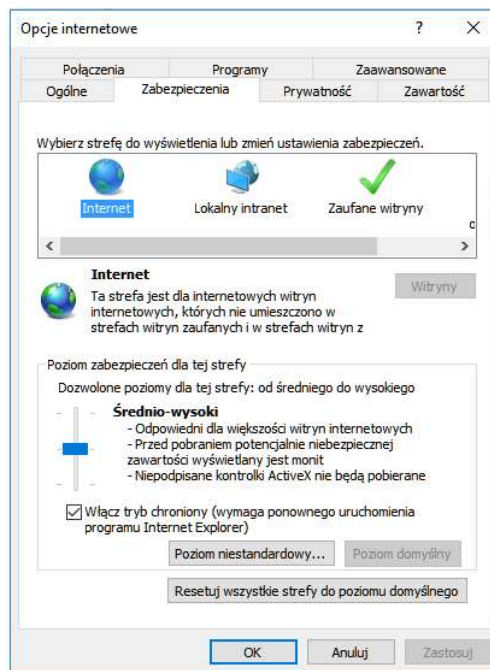 Opcje internetowe ? X
Połączenia Programy Zaawansowane
Ogólne Zabezpieczenia Prywatność Zawartość
Wybierz strefę do wyświetlenia lub zmień ustawienia zabezpieczeń.
Internet Lokalny intranet Zaufane witryny
Internet
Witryny
Ta strefa jest dla internetowych witryn
internetowych, których nie umieszczono w
strefach witryn zaufanych i w strefach witryn z
Poziom zabezpieczeń dla tej strefy
Dozwolone poziomy dla tej strefy: od średniego do wysokiego
Średnio-wysoki
- Odpowiedni dla większości witryn internetowych
- Przed pobraniem potencjalnie niebezpiecznej
zawartości wyświetlany jest monit
- Niepodpisane kontrolki ActiveX nie będą pobierane
Włącz tryb chroniony (wymaga ponownego uruchomienia
programu Internet Explorer)
Poziom niestandardowy... Poziom domyślny
Resetuj wszystkie strefy do poziomu domyślnego
OK Anuluj Zastosuj